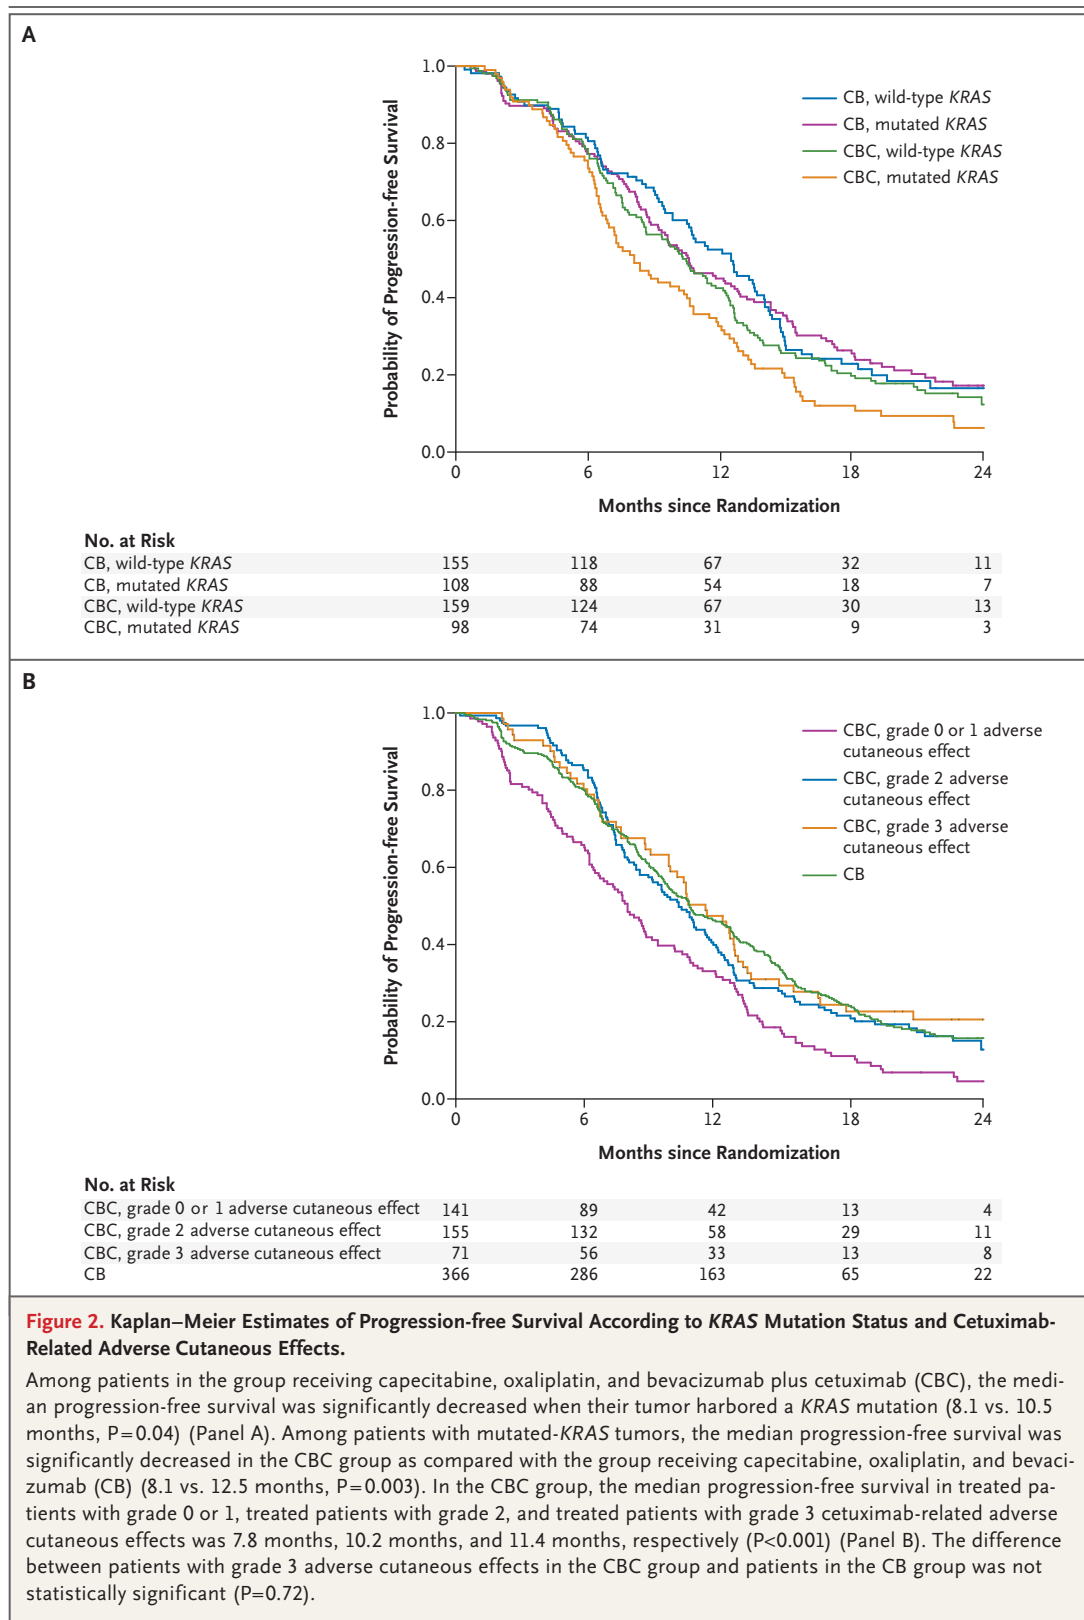 A
1.0
0.8
0.6
0.4
0.2
0.0
Probability of Progression-free Survival
CB, wild-type KRAS
CB, mutated KRAS
CBC, wild-type KRAS
CBC, mutated KRAS
0 6 12 18 24
Months since Randomization
No. at Risk
CB, wild-type KRAS 155 118 67 32 11
CB, mutated KRAS 108 88 54 18 7
CBC, wild-type KRAS 159 124 67 30 13
CBC, mutated KRAS 98 74 31 9 3
B
1.0
0.8
0.6
0.4
0.2
0.0
Probability of Progression-free Survival
CBC, grade 0 or 1 adverse
cutaneous effect
CBC, grade 2 adverse
cutaneous effect
CBC, grade 3 adverse
cutaneous effect
CB
0 6 12 18 24
Months since Randomization
No. at Risk
CBC, grade 0 or 1 adverse cutaneous effect 141 89 42 13 4
CBC, grade 2 adverse cutaneous effect 155 132 58 29 11
CBC, grade 3 adverse cutaneous effect 71 56 33 13 8
CB 366 286 163 65 22
Figure 2. Kaplan–Meier Estimates of Progression-free Survival According to KRAS Mutation Status and Cetuximab-
Related Adverse Cutaneous Effects.
Among patients in the group receiving capecitabine, oxaliplatin, and bevacizumab plus cetuximab (CBC), the medi-
an progression-free survival was significantly decreased when their tumor harbored a KRAS mutation (8.1 vs. 10.5
months, P=0.04) (Panel A). Among patients with mutated-KRAS tumors, the median progression-free survival was
significantly decreased in the CBC group as compared with the group receiving capecitabine, oxaliplatin, and bevaci-
zumab (CB) (8.1 vs. 12.5 months, P=0.003). In the CBC group, the median progression-free survival in treated pa-
tients with grade 0 or 1, treated patients with grade 2, and treated patients with grade 3 cetuximab-related adverse
cutaneous effects was 7.8 months, 10.2 months, and 11.4 months, respectively (P<0.001) (Panel B). The difference
between patients with grade 3 adverse cutaneous effects in the CBC group and patients in the CB group was not
statistically significant (P=0.72).